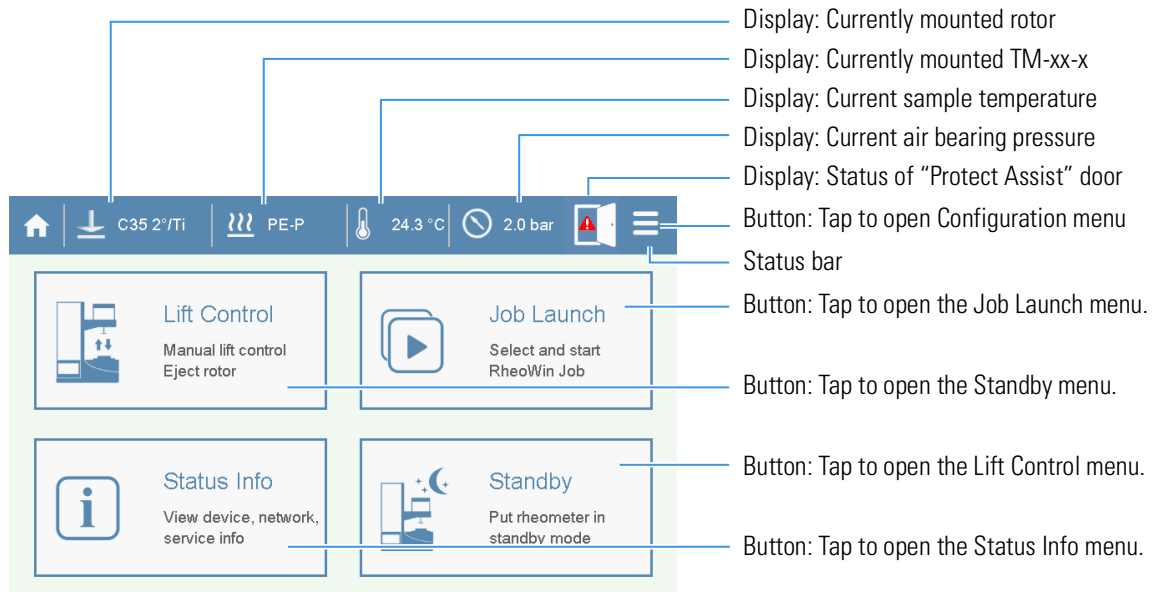 Display: Currently mounted rotor
Display: Currently mounted TM-xx-x
Display: Current sample temperature
Display: Current air bearing pressure
Display: Status of “Protect Assist” door
C35 2°/Ti
PE-P
24.3 °C
2.0 bar
Button: Tap to open Configuration menu
Status bar
Lift Control
Manual lift control
Eject rotor
Job Launch
Select and start
RheoWin Job
Button: Tap to open the Job Launch menu.
Button: Tap to open the Standby menu.
Status Info
View device, network,
service info
Standby
Put rheometer in
standby mode
Button: Tap to open the Lift Control menu.
Button: Tap to open the Status Info menu.